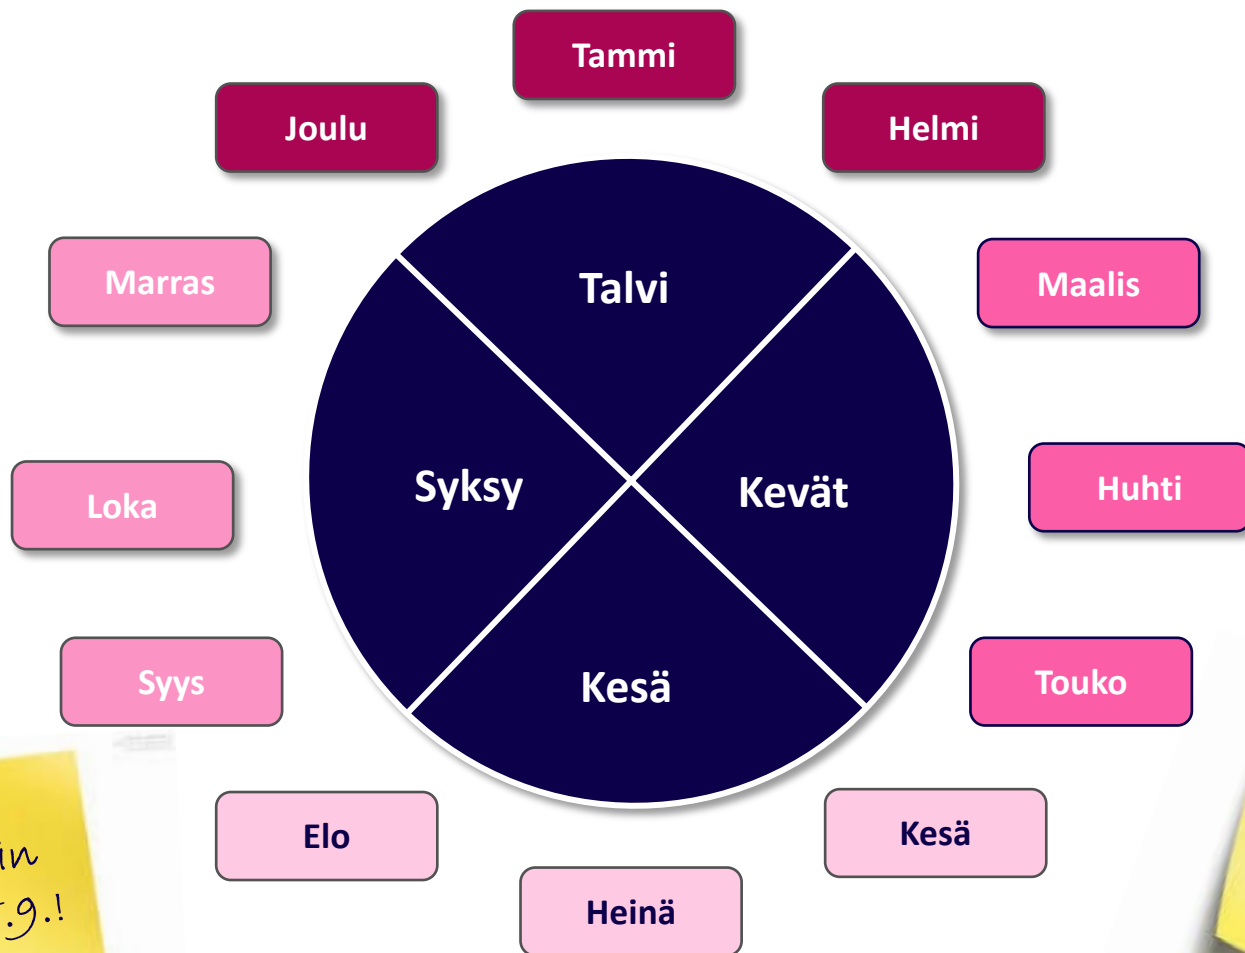 Tammi
Joulu
Helmi
Marras
Talvi
Maalis
Loka
Syksy
Kevät
Huhti
Syys
Kesä
Touko
Elo
Kesä
Heinä